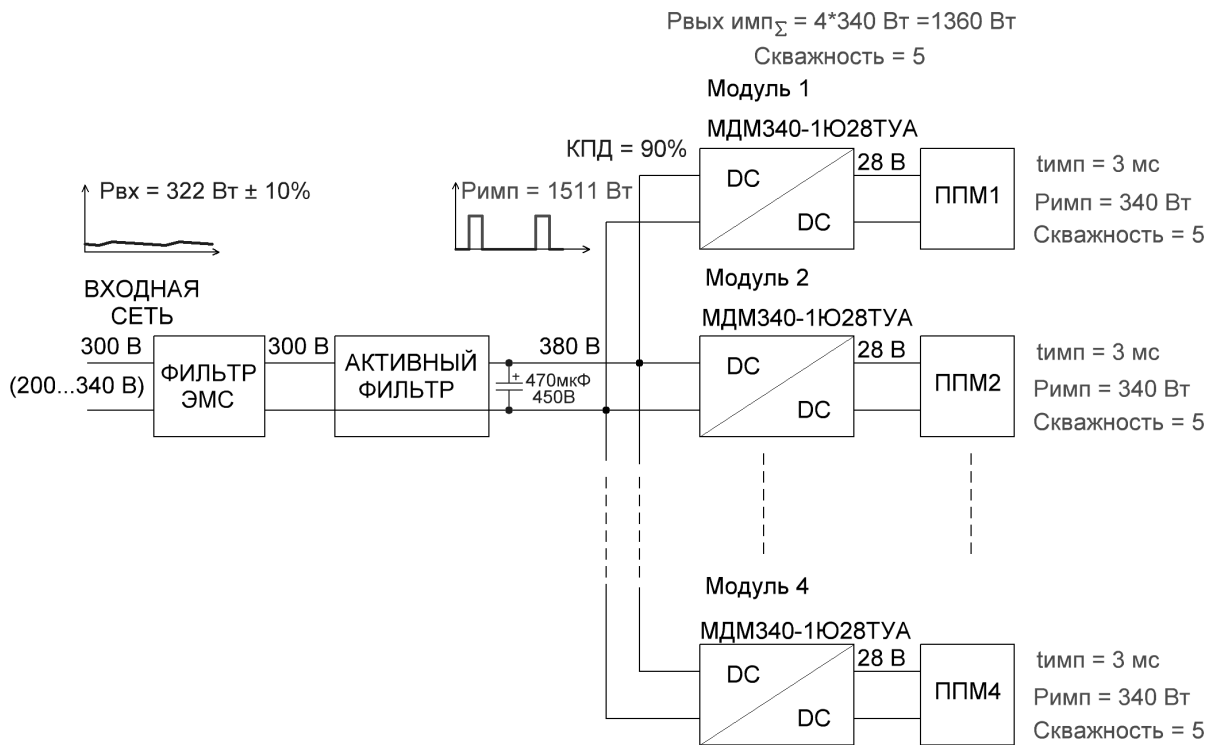 Pвых имп∑ = 4*340 Вт =1360 Вт
Скважность = 5
Модуль 1
МДМ340-1Ю28ТУА
КПД = 90%
DC
DC
28 В
ППМ1
tимп = 3 мс
Римп = 340 Вт
Скважность = 5
Рвх = 322 Вт ± 10%
Римп = 1511 Вт
Модуль 2
МДМ340-1Ю28ТУА
DC
DC
28 В
ППМ2
tимп = 3 мс
Римп = 340 Вт
Скважность = 5
ВХОДНАЯ
СЕТЬ
300 В
(200...340 В)
ФИЛЬТР
ЭМС
300 В
АКТИВНЫЙ
ФИЛЬТР
+ 470мкФ
450В
380 В
Модуль 4
МДМ340-1Ю28ТУА
DC
DC
28 В
ППМ4
tимп = 3 мс
Римп = 340 Вт
Скважность = 5